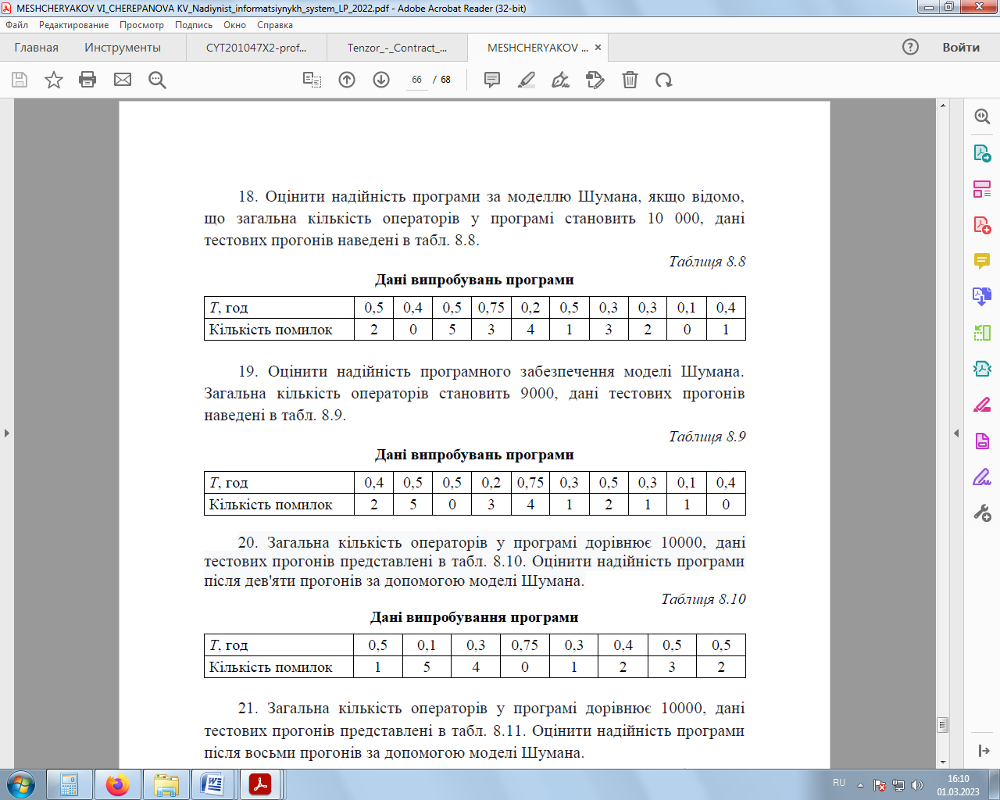 MESHCHERYAKOV VI_CHEREPANOVA KV_Nadiynist_informatsiynykh_system_LP_2022.pdf - Adobe Acrobat Reader (32-bit)
Файл Редактирование Просмотр Подпись Окно Справка
Главная Инструменты CYT201047X2-prof... Tenzor_-_Contract_... MESHCHERYAKOV ... × ? Войти
66 / 68
18. Оцінити надійність програми за моделлю Шумана, якщо відомо,
що загальна кількість операторів у програмі становить 10 000, дані
тестових прогонів наведені в табл. 8.8.
Таблиця 8.8
Дані випробувань програми
T, год 0,5 0,4 0,5 0,75 0,2 0,5 0,3 0,3 0,1 0,4
Кількість помилок 2 0 5 3 4 1 3 2 0 1
19. Оцінити надійність програмного забезпечення моделі Шумана.
Загальна кількість операторів становить 9000, дані тестових прогонів
наведені в табл. 8.9.
Таблиця 8.9
Дані випробувань програми
T, год 0,4 0,5 0,5 0,2 0,75 0,3 0,5 0,3 0,1 0,4
Кількість помилок 2 5 0 3 4 1 2 1 1 0
20. Загальна кількість операторів у програмі дорівнює 10000, дані
тестових прогонів представлені в табл. 8.10. Оцінити надійність програми
після дев'яти прогонів за допомогою моделі Шумана.
Таблиця 8.10
Дані випробування програми
T, год 0,5 0,1 0,3 0,75 0,3 0,4 0,5 0,5
Кількість помилок 1 5 4 0 1 2 3 2
21. Загальна кількість операторів у програмі дорівнює 10000, дані
тестових прогонів представлені в табл. 8.11. Оцінити надійність програми
після восьми прогонів за допомогою моделі Шумана.
RU
16:10
01.03.2023